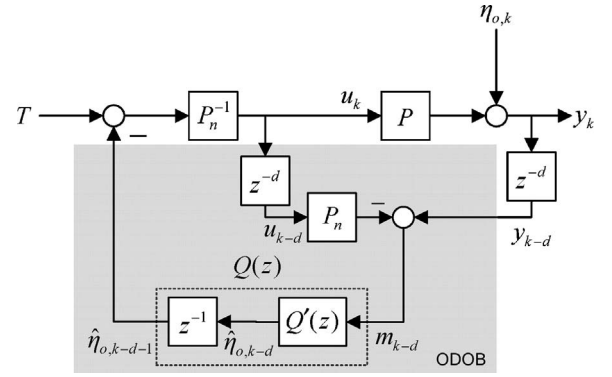 η_{o,k}
T
−
P_n^{-1}
u_k
P
y_k
z^{-d}
z^{-d}
P_n
−
u_{k-d}
y_{k-d}
Q(z)
z^{-1}
Q′(z)
η̂_{o,k-d-1}
η̂_{o,k-d}
m_{k-d}
ODOB